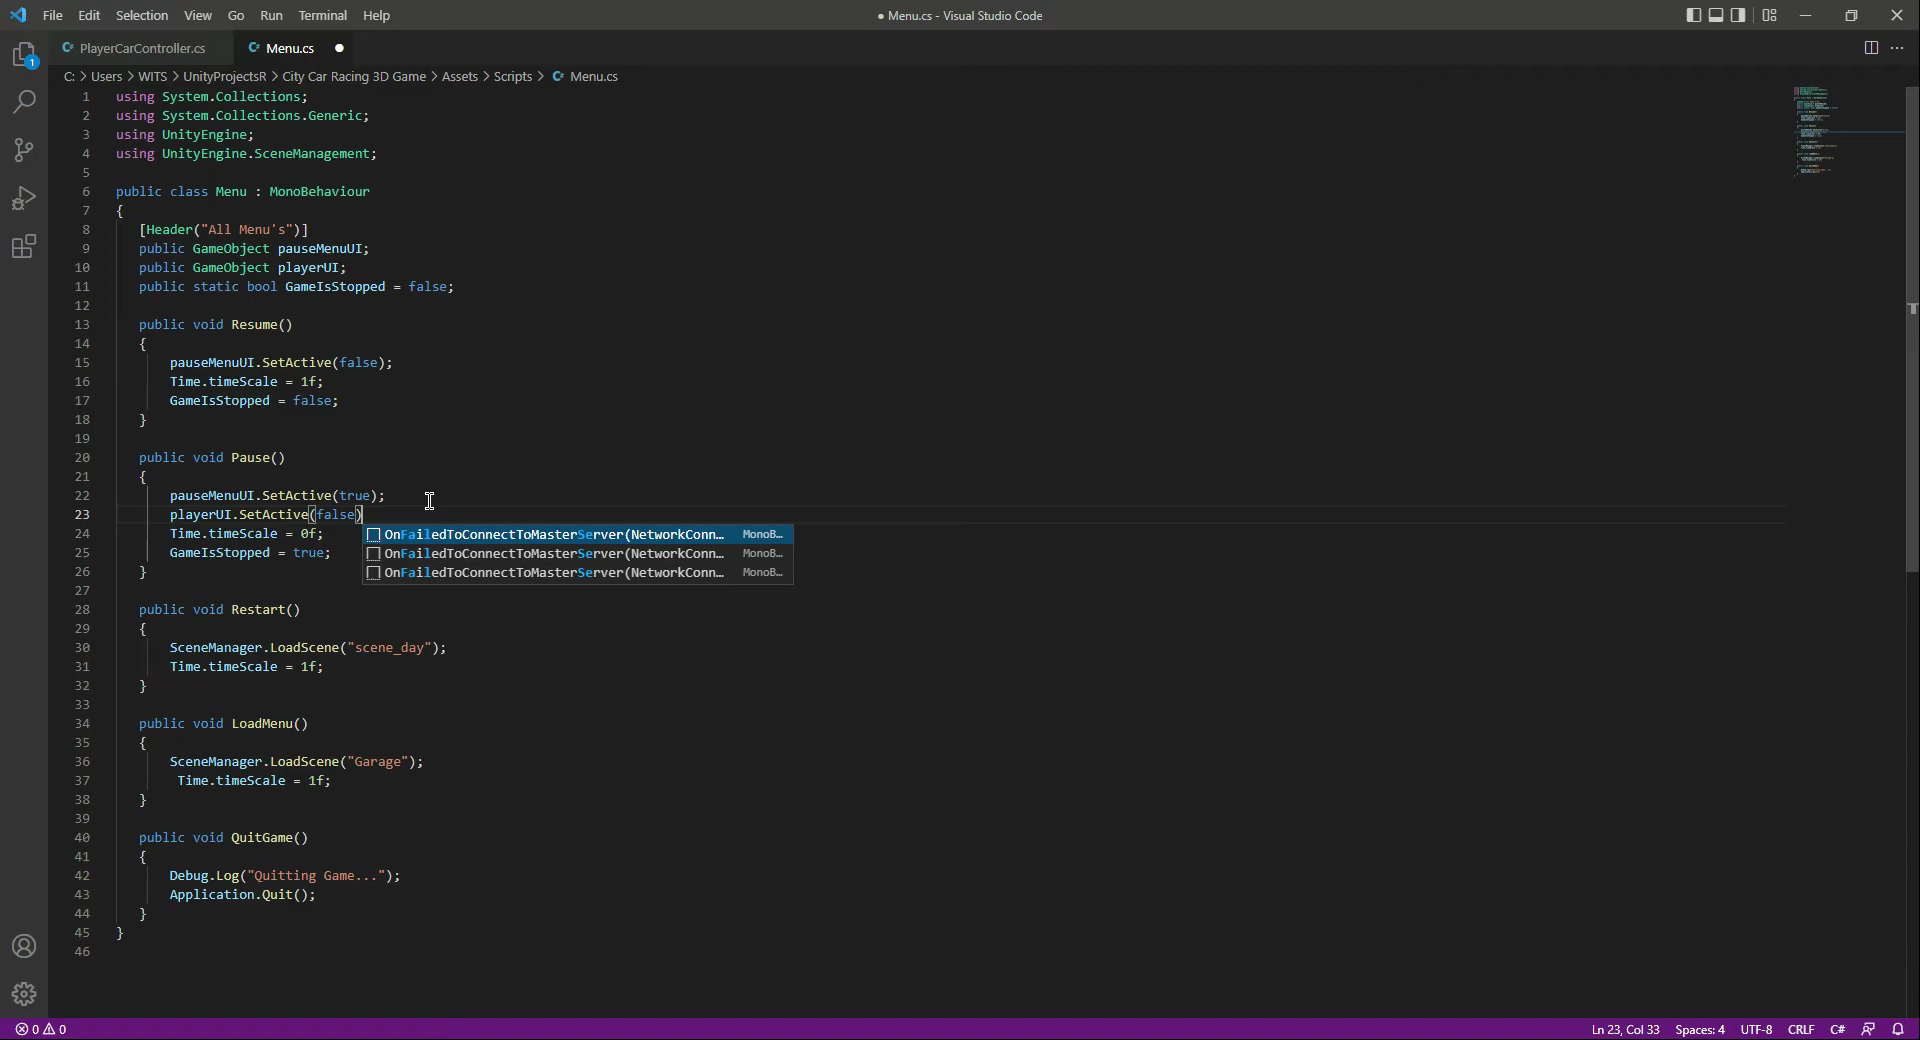 File Edit Selection View Go Run Terminal Help
● Menu.cs - Visual Studio Code
C# PlayerCarController.cs
C# Menu.cs ●
1
C: > Users > WITS > UnityProjectsR > City Car Racing 3D Game > Assets > Scripts > C# Menu.cs
1 using System.Collections;
2 using System.Collections.Generic;
3 using UnityEngine;
4 using UnityEngine.SceneManagement;
5
6 public class Menu : MonoBehaviour
7 {
8 [Header("All Menu's")]
9 public GameObject pauseMenuUI;
10 public GameObject playerUI;
11 public static bool GameIsStopped = false;
12
13 public void Resume()
14 {
15 pauseMenuUI.SetActive(false);
16 Time.timeScale = 1f;
17 GameIsStopped = false;
18 }
19
20 public void Pause()
21 {
22 pauseMenuUI.SetActive(true);
23 playerUI.SetActive(false)
24 Time.timeScale = 0f;
OnFailedToConnectToMasterServer(NetworkConn... MonoB...
25 GameIsStopped = true;
OnFailedToConnectToMasterServer(NetworkConn... MonoB...
26 }
OnFailedToConnectToMasterServer(NetworkConn... MonoB...
27
28 public void Restart()
29 {
30 SceneManager.LoadScene("scene_day");
31 Time.timeScale = 1f;
32 }
33
34 public void LoadMenu()
35 {
36 SceneManager.LoadScene("Garage");
37 Time.timeScale = 1f;
38 }
39
40 public void QuitGame()
41 {
42 Debug.Log("Quitting Game...");
43 Application.Quit();
44 }
45 }
46
0 0
Ln 23, Col 33 Spaces: 4 UTF-8 CRLF C#